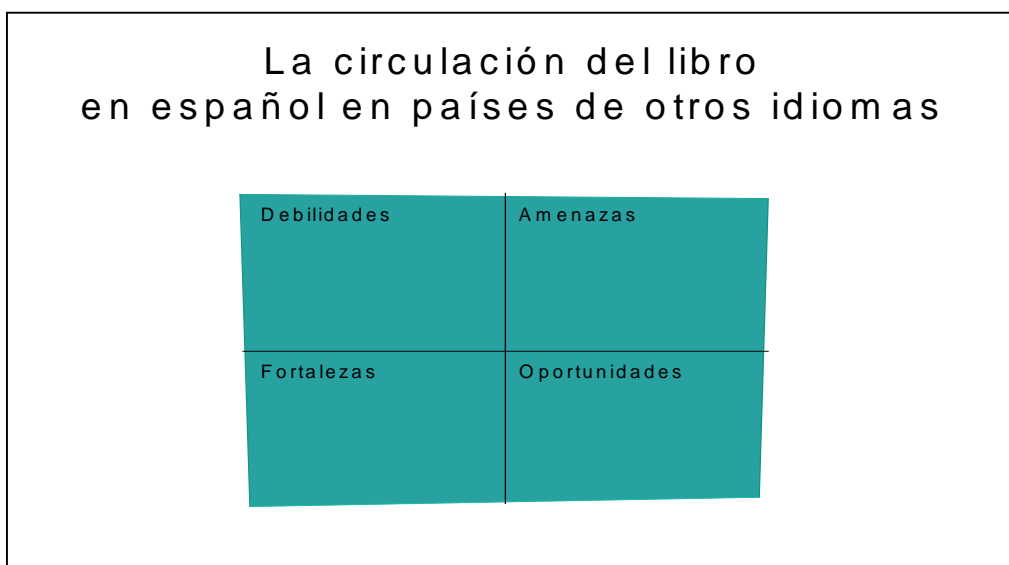 La circulación del libro
en español en países de otros idiomas
Debilidades
Amenazas
Fortalezas
Oportunidades